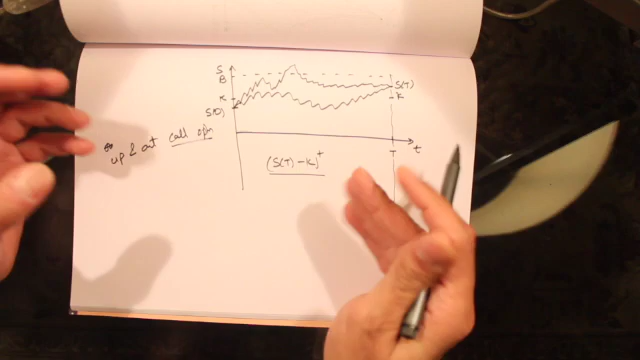 S
B
K
S(0)
S(T)
K
t
T
up & out call opn
(S(T) - K)⁺